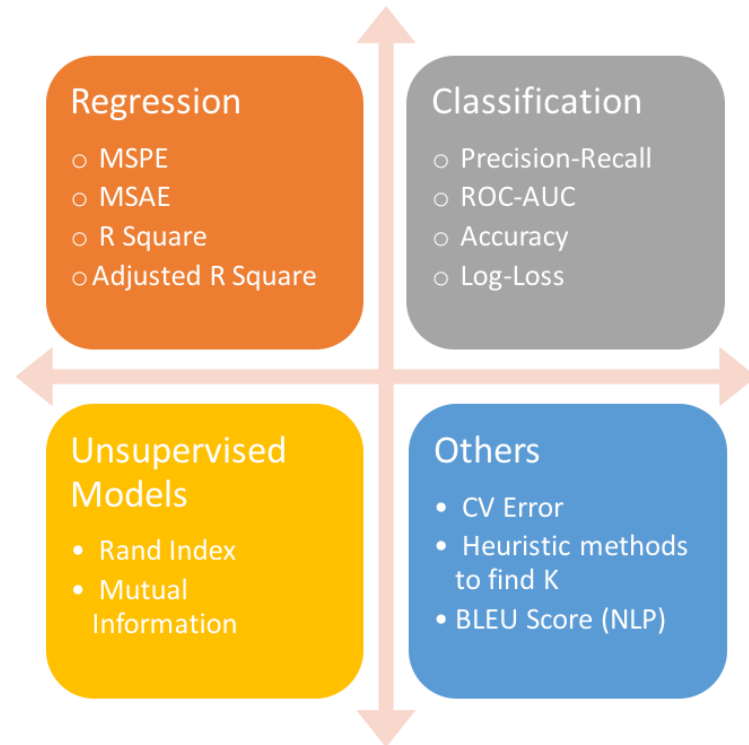 Regression
○ MSPE
○ MSAE
○ R Square
○ Adjusted R Square
Classification
○ Precision-Recall
○ ROC-AUC
○ Accuracy
○ Log-Loss
Unsupervised
Models
• Rand Index
• Mutual
Information
Others
• CV Error
• Heuristic methods
to find K
• BLEU Score (NLP)